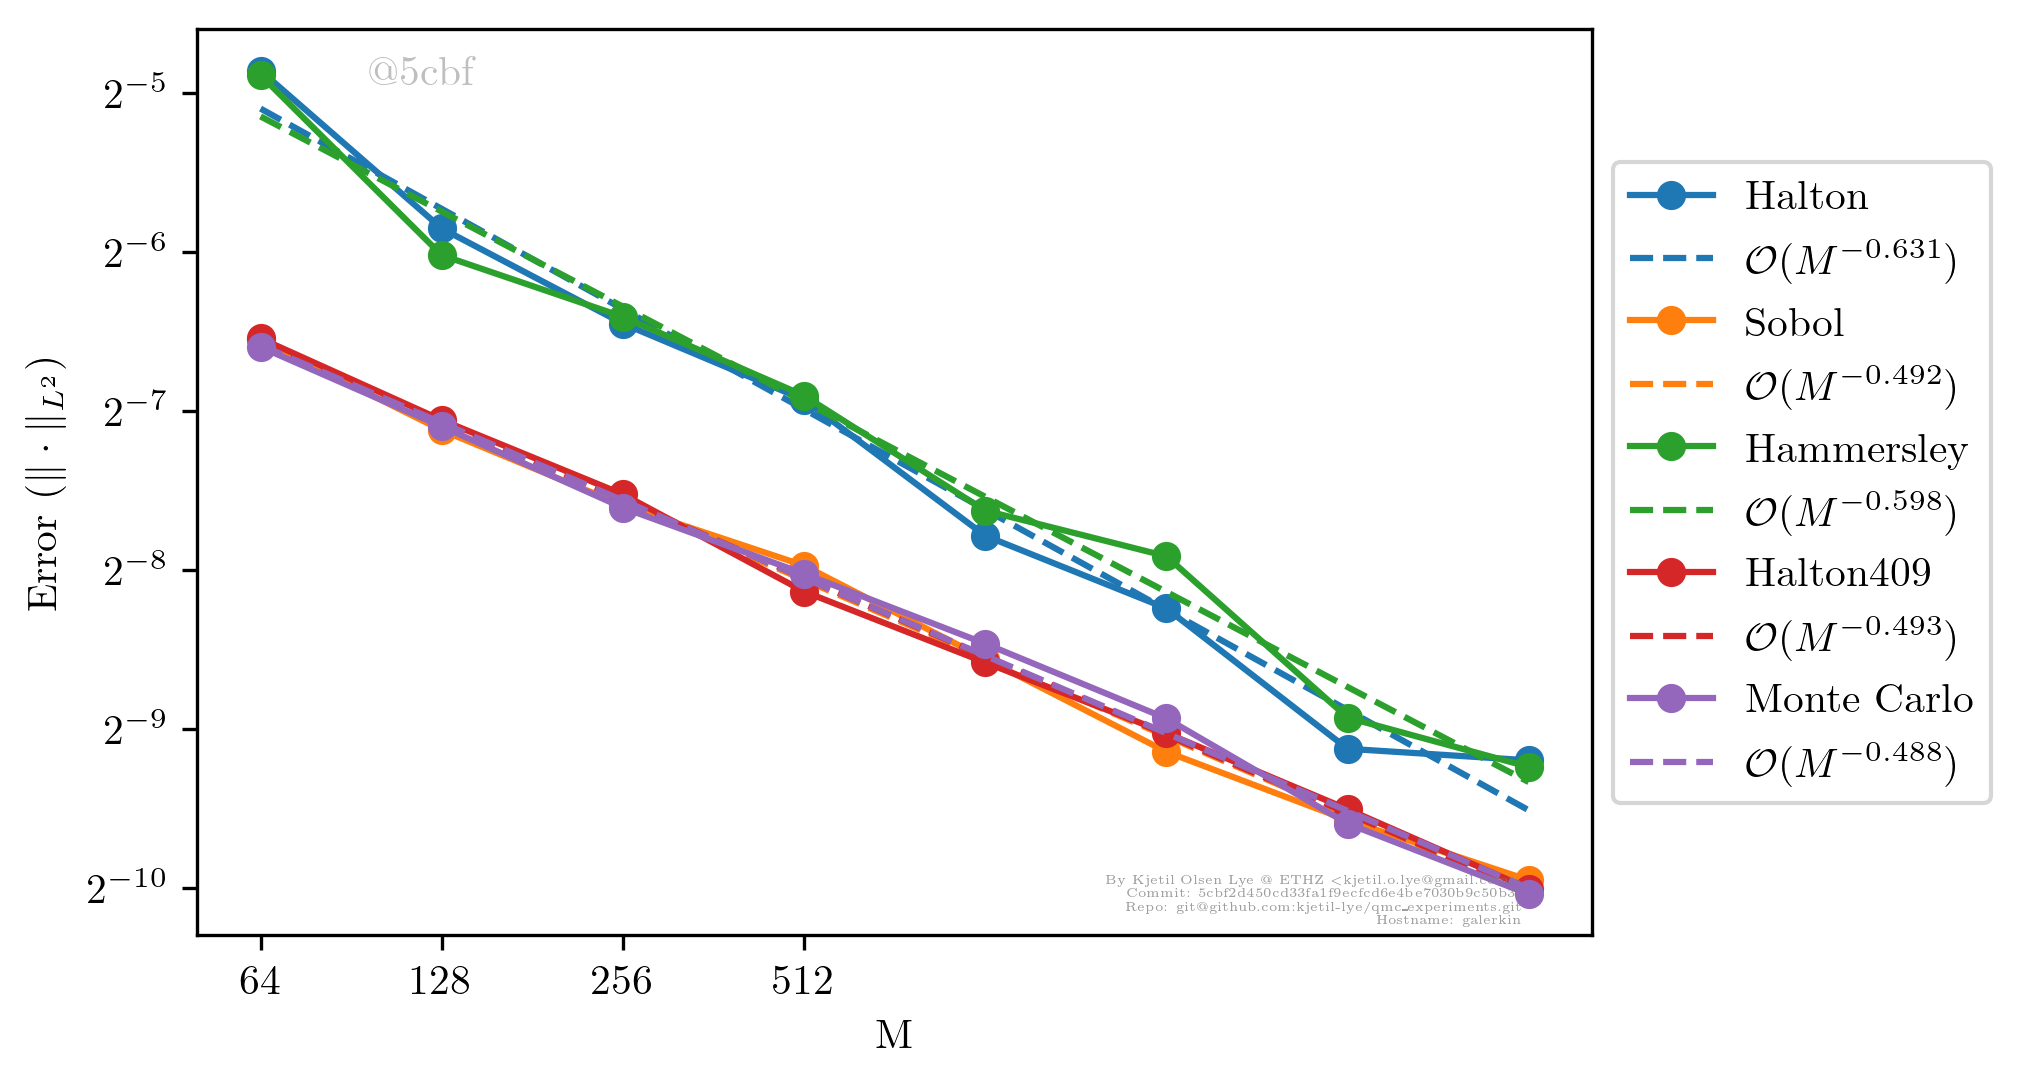 @5cbf
2^{-5}
2^{-6}
2^{-7}
2^{-8}
2^{-9}
2^{-10}
Error (|| · ||_{L^2})
64 128 256 512
M
Halton
𝒪(M^{-0.631})
Sobol
𝒪(M^{-0.492})
Hammersley
𝒪(M^{-0.598})
Halton409
𝒪(M^{-0.493})
Monte Carlo
𝒪(M^{-0.488})
By Kjetil Olsen Lye @ ETHZ
Commit:
Repo: git@github.com:kjetil-lye/qmc_experiments.git
Hostname: galerkin